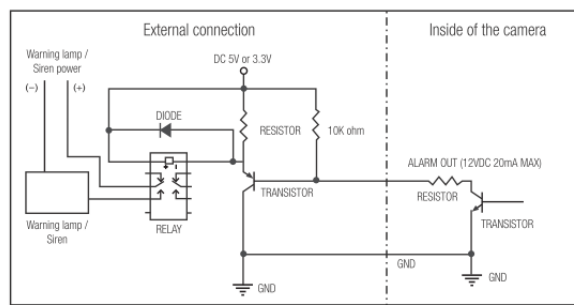 External connection
Inside of the camera
Warning lamp /
Siren power
(−)
(+)
DC 5V or 3.3V
DIODE
RESISTOR
10K ohm
ALARM OUT (12VDC 20mA MAX)
RESISTOR
TRANSISTOR
TRANSISTOR
Warning lamp /
Siren
RELAY
GND
GND
GND